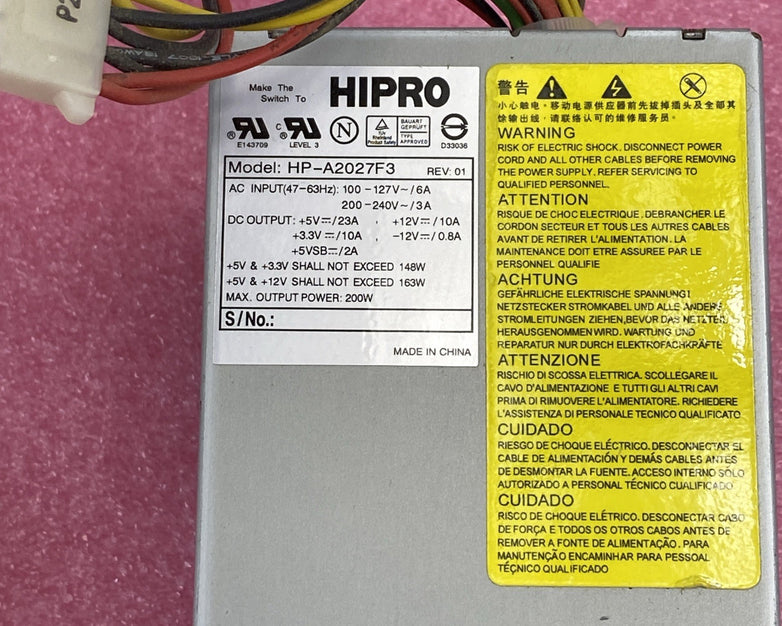 P2
Make The
Switch To
HIPRO
E143709
LEVEL 3
N
TÜV
Rheinland
Product Safety
BAUART
GEPRÜFT
TYPE
APPROVED
D33036
Model: HP-A2027F3 REV: 01
AC INPUT(47-63Hz): 100-127V~/6A
200-240V~/3A
DC OUTPUT: +5V⎓/23A , +12V⎓/10A
+3.3V⎓/10A , -12V⎓/0.8A
+5VSB⎓/2A
+5V & +3.3V SHALL NOT EXCEED 148W
+5V & +12V SHALL NOT EXCEED 163W
MAX. OUTPUT POWER: 200W
S/No.:
MADE IN CHINA
警告
小心触电。移动电源供应器前先拔掉插头及全部其
馀输出线。请联络认可的维修服务员。
WARNING
RISK OF ELECTRIC SHOCK, DISCONNECT POWER
CORD AND ALL OTHER CABLES BEFORE REMOVING
THE POWER SUPPLY. REFER SERVICING TO
QUALIFIED PERSONNEL.
ATTENTION
RISQUE DE CHOC ELECTRIQUE, DEBRANCHER LE
CORDON SECTEUR ET TOUS LES AUTRES CABLES
AVANT DE RETIRER L'ALIMENTATION. LA
MAINTENANCE DOIT ETRE ASSUREE PAR LE
PERSONNEL QUALIFIE
ACHTUNG
GEFÄHRLICHE ELEKTRISCHE SPANNUNG!
NETZSTECKER STROMKABEL UND ALLE ANDERS
STROMLEITUNGEN ZIEHEN, BEVOR DAS NETZTEIL
HERAUSGENOMMEN WIRD. WARTUNG UND
REPARATUR NUR DURCH ELEKTROFACHKRÄFTE
ATTENZIONE
RISCHIO DI SCOSSA ELETTRICA. SCOLLEGARE IL
CAVO D'ALIMENTAZIONE E TUTTI GLI ALTRI CAVI
PRIMA DI RIMUOVERE L'ALIMENTATORE. RICHIEDERE
L'ASSISTENZA DI PERSONALE TECNICO QUALIFICATO
CUIDADO
RIESGO DE CHOQUE ELÉCTRICO. DESCONNECTAR EL
CABLE DE ALIMENTACIÓN Y DEMÁS CABLES ANTES
DE DESMONTAR LA FUENTE. ACCESO INTERNO SÓLO
AUTORIZADO A PERSONAL TÉCNICO CUALIFICADO
CUIDADO
RISCO DE CHOQUE ELÉTRICO. DESCONECTAR CABO
DE FORÇA E TODOS OS OTROS CABOS ANTES DE
REMOVER A FONTE DE ALIMENTAÇÃO. PARA
MANUTENÇÃO ENCAMINHAR PARA PESSOAL
TÉCNICO QUALIFICADO